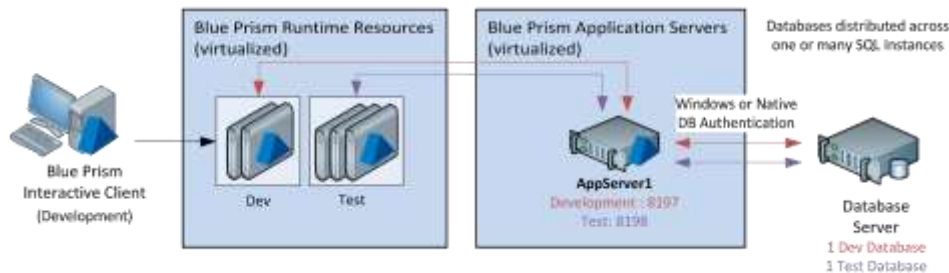 Blue Prism Runtime Resources
(virtualized)
Blue Prism Application Servers
(virtualized)
Databases distributed across
one or many SQL instances
Windows or Native
DB Authentication
Blue Prism
Interactive Client
(Development)
Dev
Test
AppServer1
Development : 8197
Test: 8198
Database
Server
1 Dev Database
1 Test Database